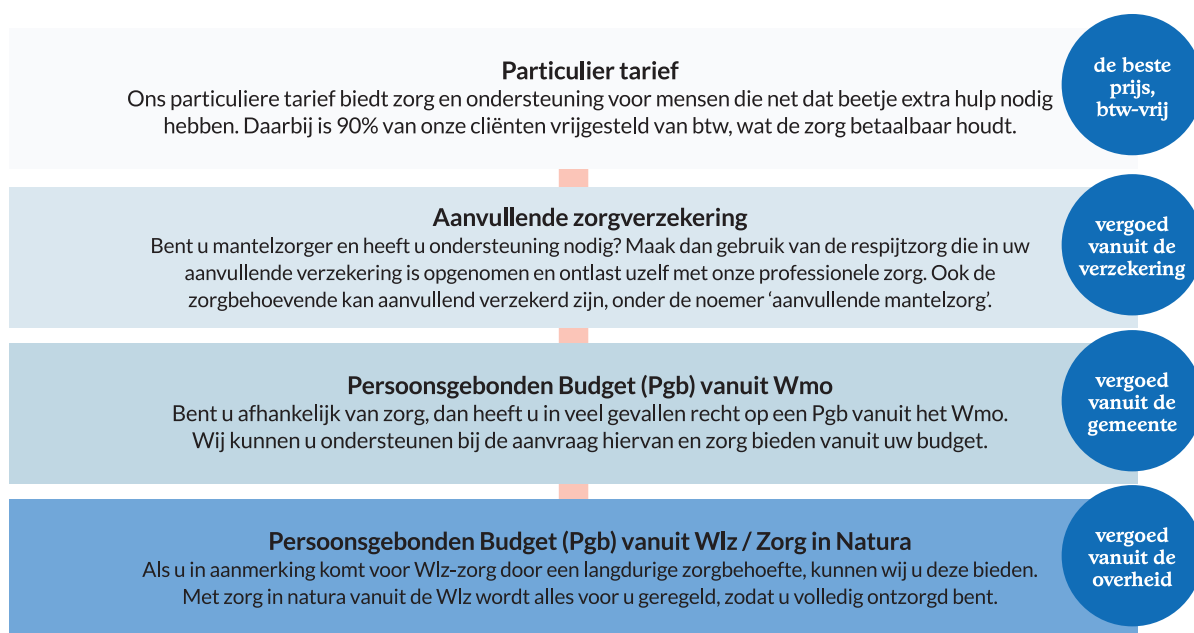 Particulier tarief
Ons particuliere tarief biedt zorg en ondersteuning voor mensen die net dat beetje extra hulp nodig
hebben. Daarbij is 90% van onze cliënten vrijgesteld van btw, wat de zorg betaalbaar houdt.
de beste
prijs,
btw-vrij
Aanvullende zorgverzekering
Bent u mantelzorger en heeft u ondersteuning nodig? Maak dan gebruik van de respijtzorg die in uw
aanvullende verzekering is opgenomen en ontlast uzelf met onze professionele zorg. Ook de
zorgbehoevende kan aanvullend verzekerd zijn, onder de noemer ‘aanvullende mantelzorg’.
vergoed
vanuit de
verzekering
Persoonsgebonden Budget (Pgb) vanuit Wmo
Bent u afhankelijk van zorg, dan heeft u in veel gevallen recht op een Pgb vanuit het Wmo.
Wij kunnen u ondersteunen bij de aanvraag hiervan en zorg bieden vanuit uw budget.
vergoed
vanuit de
gemeente
Persoonsgebonden Budget (Pgb) vanuit Wlz / Zorg in Natura
Als u in aanmerking komt voor Wlz-zorg door een langdurige zorgbehoefte, kunnen wij u deze bieden.
Met zorg in natura vanuit de Wlz wordt alles voor u geregeld, zodat u volledig ontzorgd bent.
vergoed
vanuit de
overheid